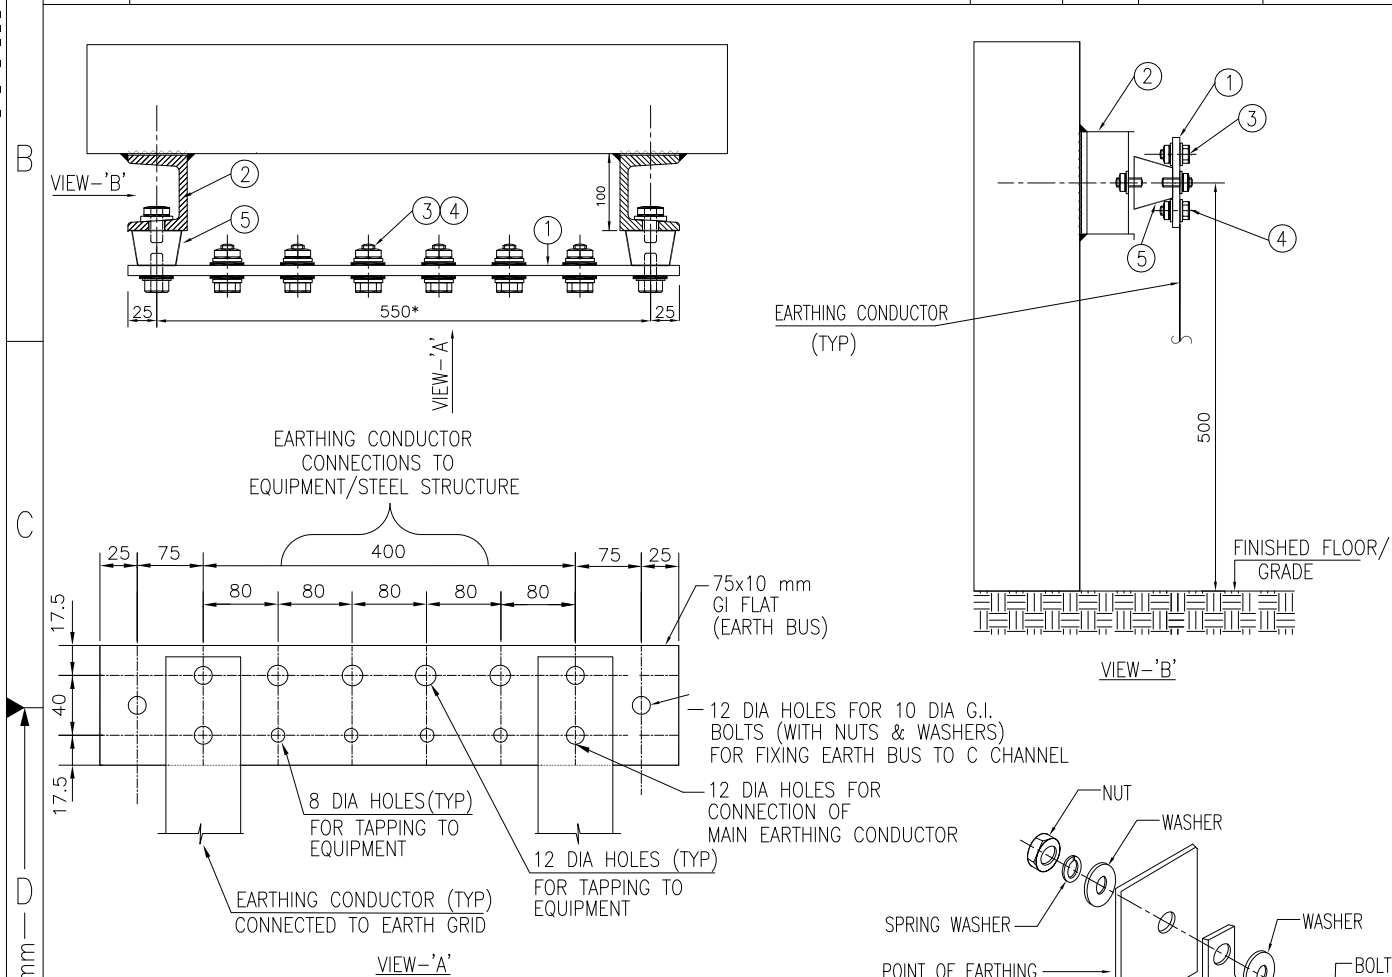 B
VIEW-'B'
2
5
3
4
1
100
25
550*
25
VIEW-'A'
2
1
3
4
5
EARTHING CONDUCTOR
(TYP)
500
FINISHED FLOOR/
GRADE
VIEW-'B'
C
EARTHING CONDUCTOR
CONNECTIONS TO
EQUIPMENT/STEEL STRUCTURE
25
75
400
75
25
80
80
80
80
80
17.5
40
17.5
75x10 mm
GI FLAT
(EARTH BUS)
12 DIA HOLES FOR 10 DIA G.I.
BOLTS (WITH NUTS & WASHERS)
FOR FIXING EARTH BUS TO C CHANNEL
12 DIA HOLES FOR
CONNECTION OF
MAIN EARTHING CONDUCTOR
8 DIA HOLES(TYP)
FOR TAPPING TO
EQUIPMENT
12 DIA HOLES (TYP)
FOR TAPPING TO
EQUIPMENT
EARTHING CONDUCTOR (TYP)
CONNECTED TO EARTH GRID
VIEW-'A'
D
mm
NUT
WASHER
SPRING WASHER
WASHER
POINT OF EARTHING
BOLT